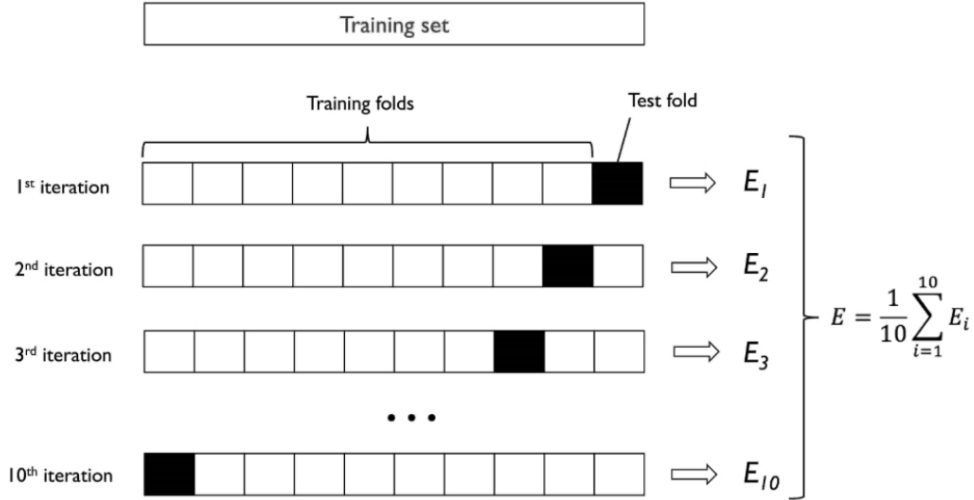 Training set
Training folds
Test fold
1st iteration
E1
2nd iteration
E2
3rd iteration
E3
E = 1/10 ∑ i=1 10 Ei
• • •
10th iteration
E10